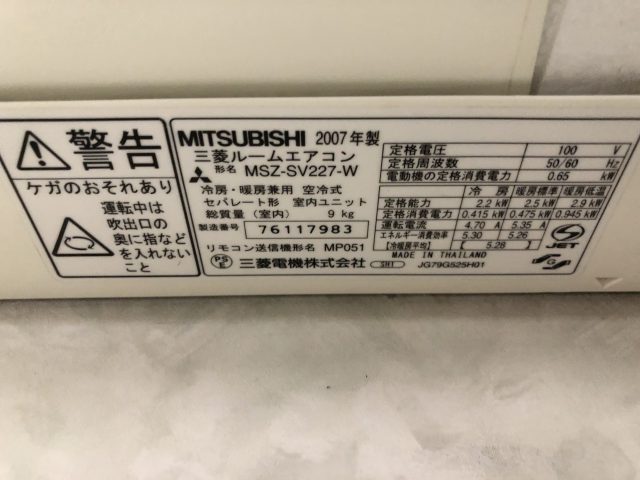 警告
ケガのおそれあり
運転中は
吹出口の
奥に指など
を入れない
こと
MITSUBISHI 2007年製
三菱ルームエアコン
形名 MSZ-SV227-W
冷房・暖房兼用 空冷式
セパレート形 室内ユニット
総質量(室内) 9 kg
製造番号 76117983
リモコン送信機形名 MP051
PSE 三菱電機株式会社 SH1 JG79G525H01
定格電圧 100 V
定格周波数 50/60 Hz
電動機の定格消費電力 0.65 kW
冷 房 暖房標準 暖房低温
定格能力 2.2 kW 2.5 kW 2.9 kW
定格消費電力 0.415 kW 0.475 kW 0.945 kW
運転電流 4.70 A 5.35 A
エネルギー消費効率 5.30 5.26
【冷暖房平均】 [ 5.28 ]
MADE IN THAILAND
JET
S G S